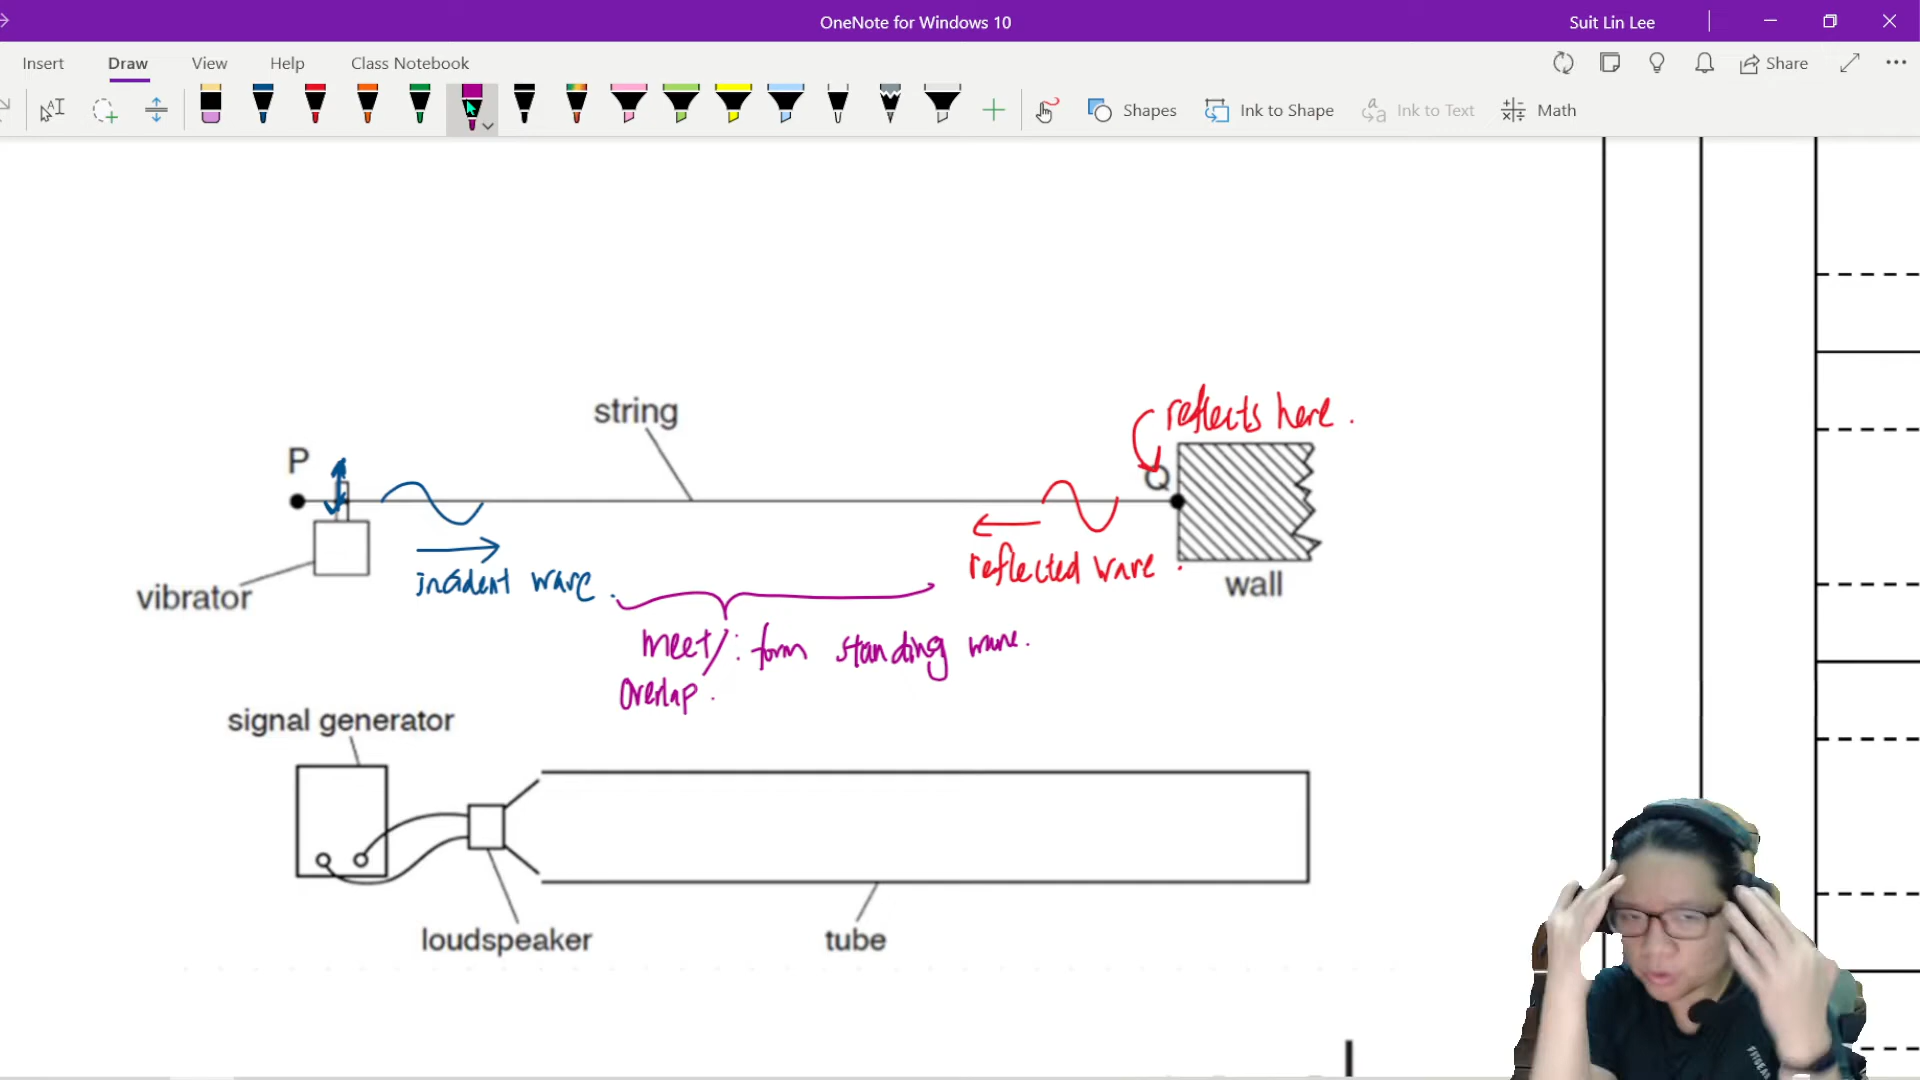 OneNote for Windows 10
Suit Lin Lee
Insert Draw View Help Class Notebook
Share
Shapes
Ink to Shape
Ink to Text
Math
reflects here.
string
P
Q
reflected wave.
incident wave.
wall
vibrator
meet/: form standing wave.
overlap.
signal generator
loudspeaker
tube